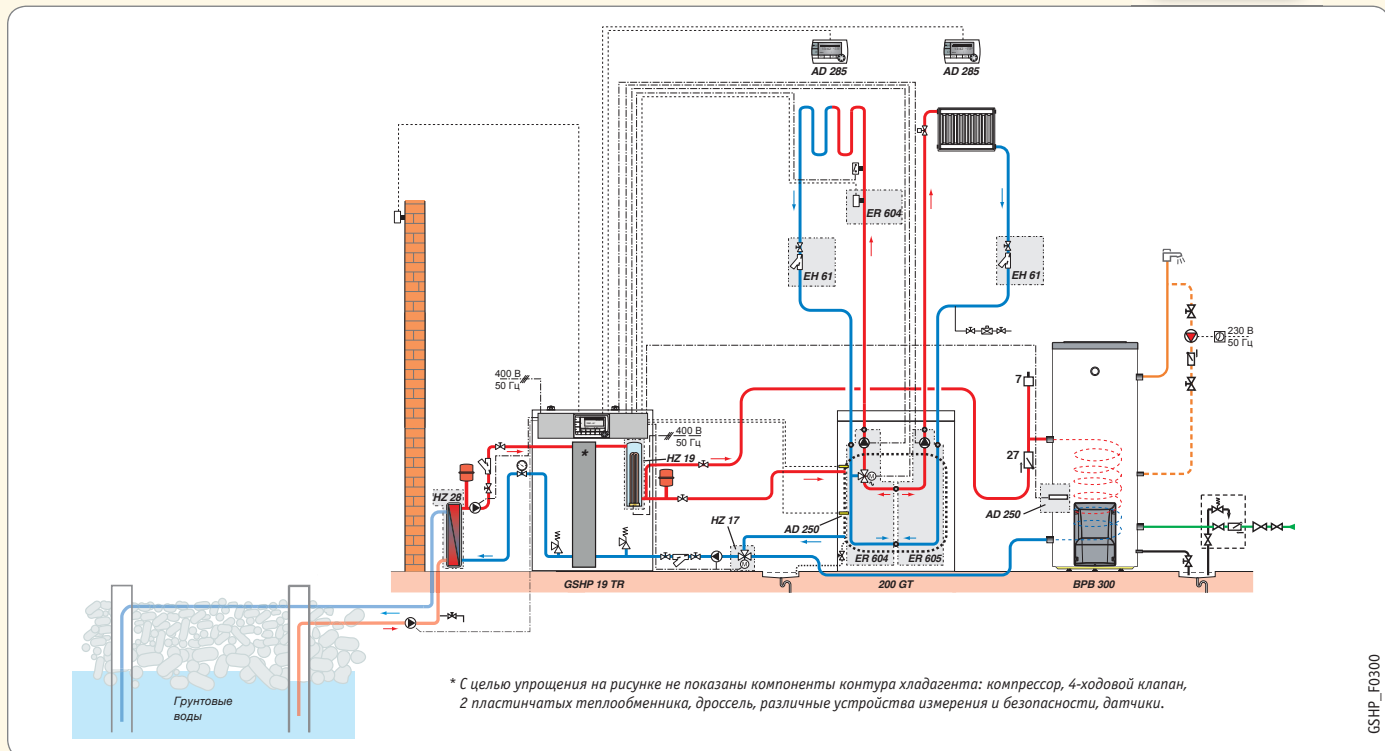 AD 285
AD 285
ER 604
EH 61
EH 61
230 В
50 Гц
400 В
50 Гц
7
*
400 В
50 Гц
HZ 19
27
HZ 28
AD 250
AD 250
HZ 17
M
M
ER 604
ER 605
GSHP 19 TR
200 GT
BPB 300
Грунтовые
воды
* С целью упрощения на рисунке не показаны компоненты контура хладагента: компрессор, 4-ходовой клапан,
2 пластинчатых теплообменника, дроссель, различные устройства измерения и безопасности, датчики.
GSHP_F0300